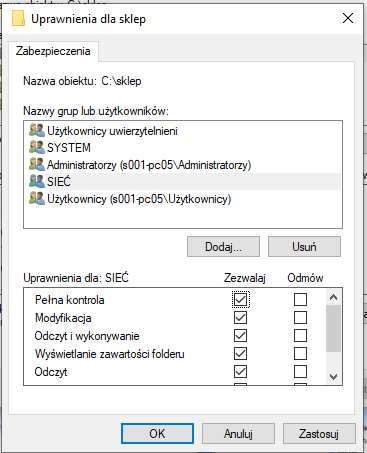 Uprawnienia dla sklep
Zabezpieczenia
Nazwa obiektu: C:\sklep
Nazwy grup lub użytkowników:
Użytkownicy uwierzytelnieni
SYSTEM
Administratorzy (s001-pc05\Administratorzy)
SIEĆ
Użytkownicy (s001-pc05\Użytkownicy)
Dodaj... Usuń
Uprawnienia dla: SIEĆ Zezwalaj Odmów
Pełna kontrola
Modyfikacja
Odczyt i wykonywanie
Wyświetlanie zawartości folderu
Odczyt
OK Anuluj Zastosuj